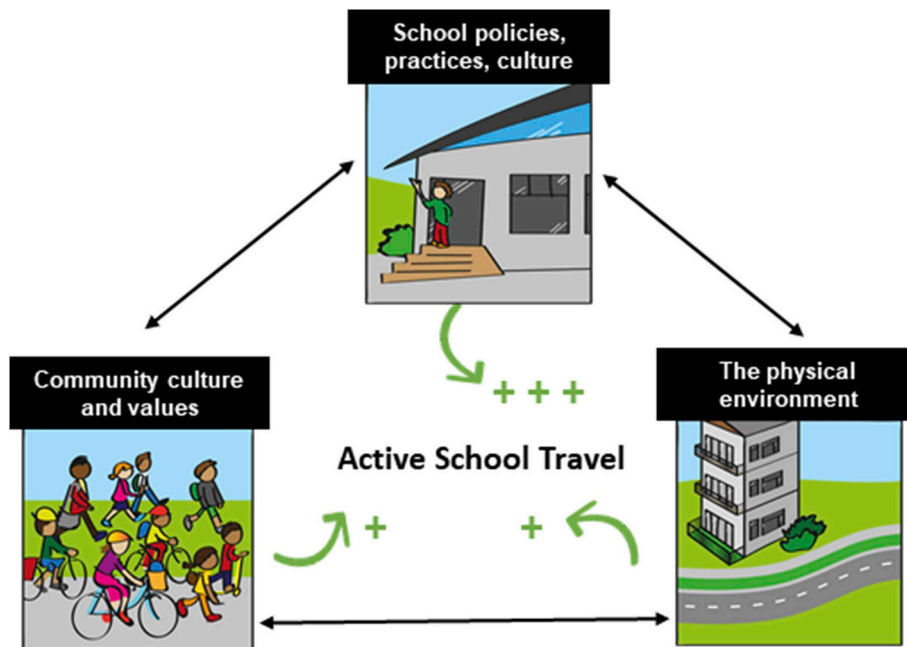 School policies,
practices, culture
Community culture
and values
The physical
environment
+ + +
Active School Travel
+ +